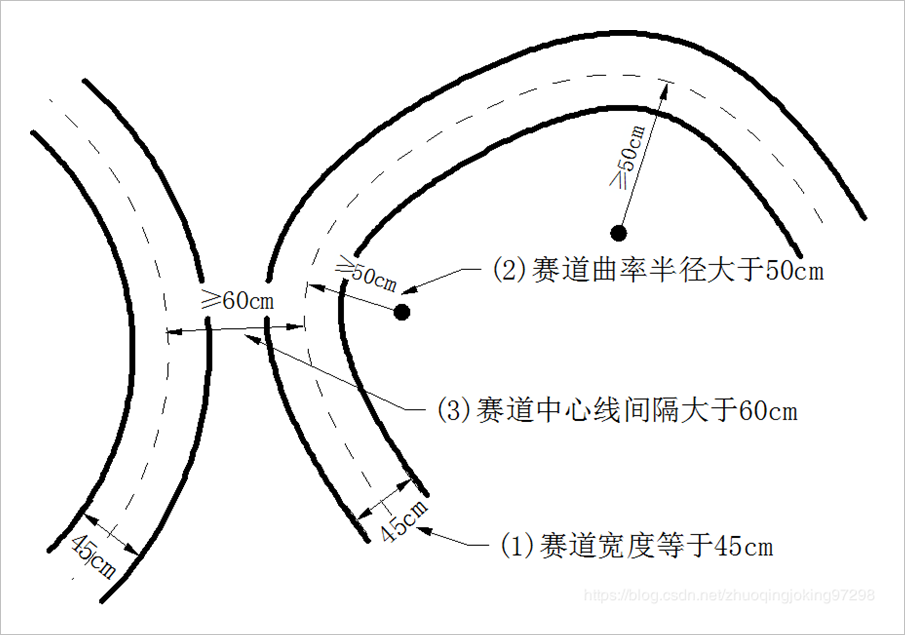 ≥50cm
≥50cm
(2)赛道曲率半径大于50cm
≥60cm
(3)赛道中心线间隔大于60cm
45cm
45cm
(1)赛道宽度等于45cm
https://blog.csdn.net/zhuoqingjoking97298